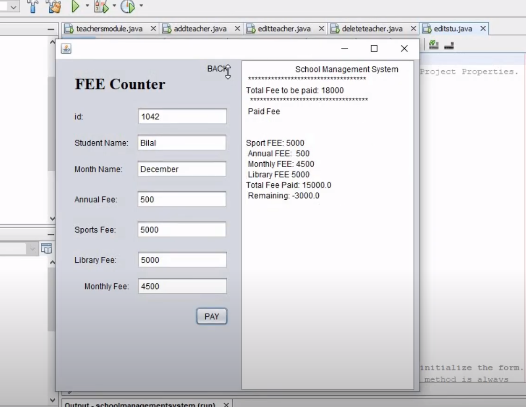 teachersmodule.java addteacher.java editteacher.java deleteteacher.java editstu.java
Project Properties.
BACK
FEE Counter
id: 1042
Student Name: Bilal
Month Name: December
Annual Fee: 500
Sports Fee: 5000
Library Fee: 5000
Monthly Fee: 4500
PAY
School Management System
************************************
Total Fee to be paid: 18000
************************************
Paid Fee
Sport FEE: 5000
Annual FEE: 500
Monthly FEE: 4500
Library FEE 5000
Total Fee Paid: 15000.0
Remaining: -3000.0
initialize the form.
method is always
Output - schoolmanagementsystem (run)